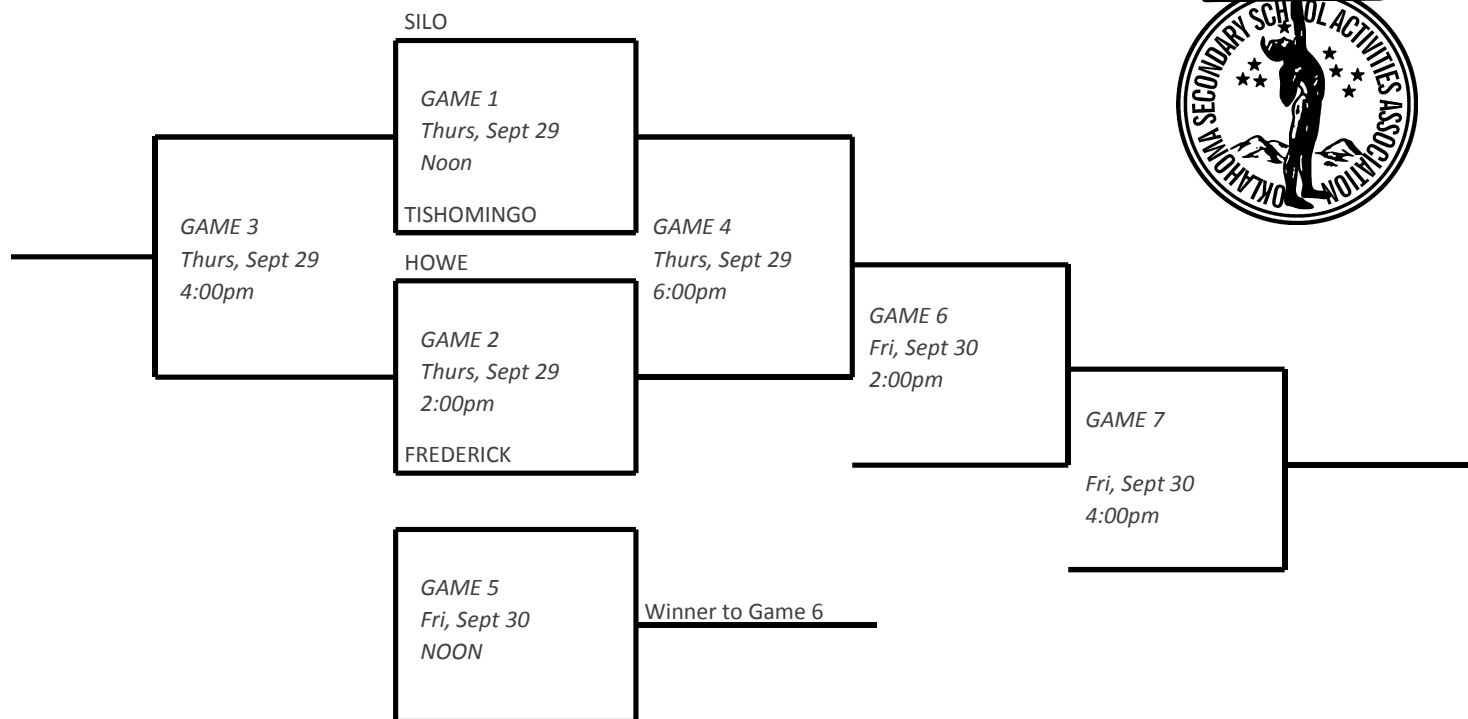 SILO
GAME 1
Thurs, Sept 29
Noon
TISHOMINGO
GAME 3
Thurs, Sept 29
4:00pm
GAME 4
Thurs, Sept 29
6:00pm
HOWE
GAME 2
Thurs, Sept 29
2:00pm
FREDERICK
GAME 6
Fri, Sept 30
2:00pm
GAME 7
Fri, Sept 30
4:00pm
GAME 5
Fri, Sept 30
NOON
Winner to Game 6
OKLAHOMA SECONDARY SCHOOL ACTIVITIES ASSOCIATION